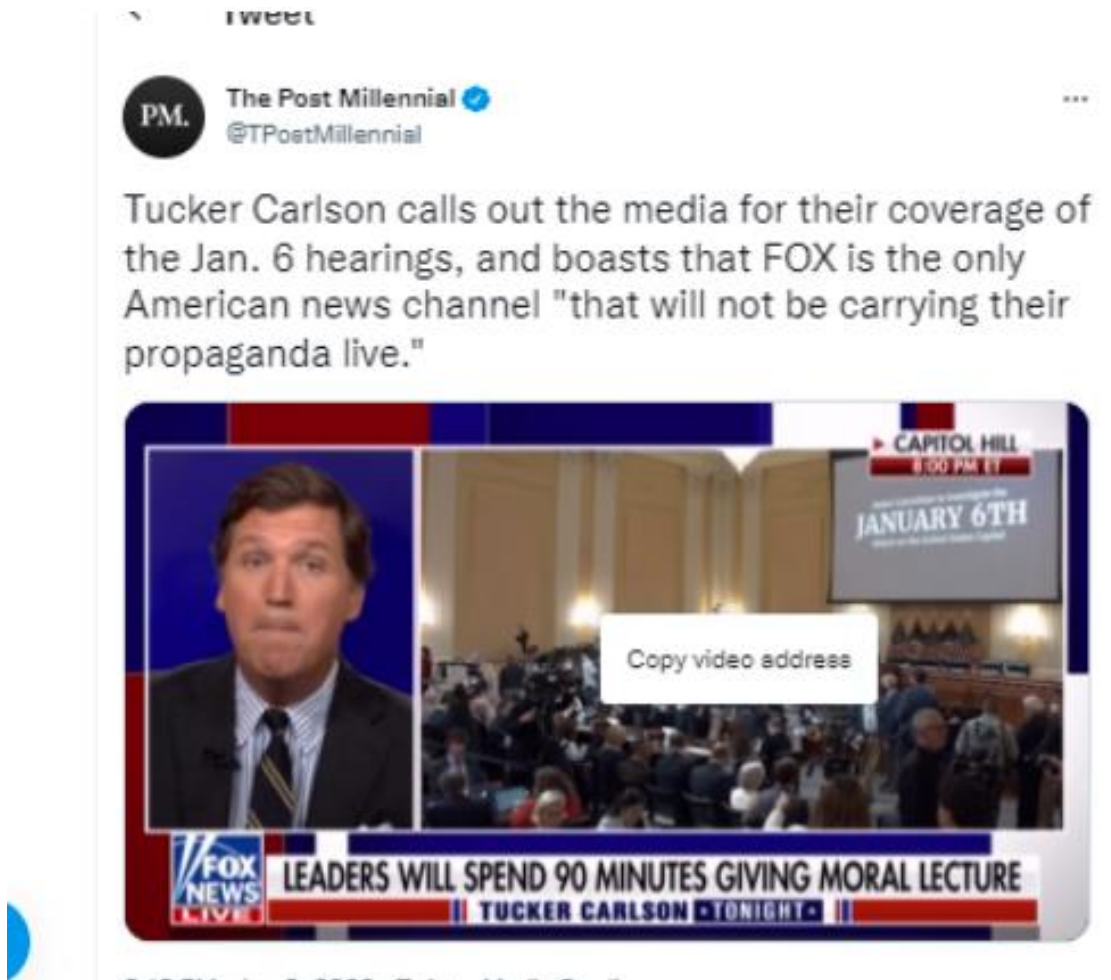 Tweet
PM.
The Post Millennial
@TPostMillennial
Tucker Carlson calls out the media for their coverage of
the Jan. 6 hearings, and boasts that FOX is the only
American news channel "that will not be carrying their
propaganda live."
CAPITOL HILL
8:00 PM ET
JANUARY 6TH
Copy video address
FOX
NEWS
LIVE
LEADERS WILL SPEND 90 MINUTES GIVING MORAL LECTURE
TUCKER CARLSON TONIGHT